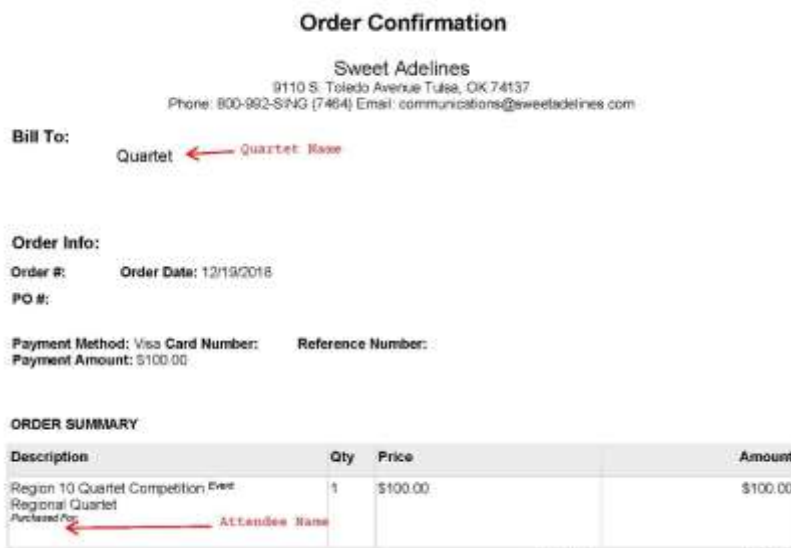 Order Confirmation
Sweet Adelines
9110 S. Toledo Avenue Tulsa, OK 74137
Phone: 800-992-SING (7464) Email: communications@sweetadelines.com
Bill To:
Quartet Quartet Name
Order Info:
Order #: Order Date: 12/19/2018
PO #:
Payment Method: Visa Card Number: Reference Number:
Payment Amount: $100.00
ORDER SUMMARY
Description Qty Price Amount
Region 10 Quartet Competition Event 1 $100.00 $100.00
Regional Quartet
Purchased For: Attendee Name